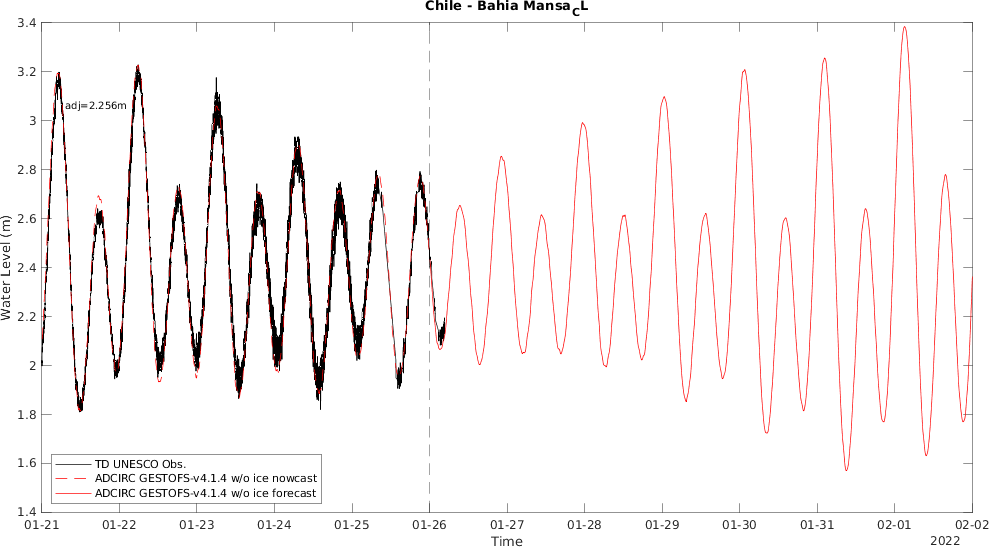 Chile - Bahia MansaCL
3.4
3.2
3
2.8
2.6
2.4
2.2
2
1.8
1.6
1.4
Water Level (m)
adj=2.256m
TD UNESCO Obs.
ADCIRC GESTOFS-v4.1.4 w/o ice nowcast
ADCIRC GESTOFS-v4.1.4 w/o ice forecast
01-21 01-22 01-23 01-24 01-25 01-26 01-27 01-28 01-29 01-30 01-31 02-01 02-02
Time
2022